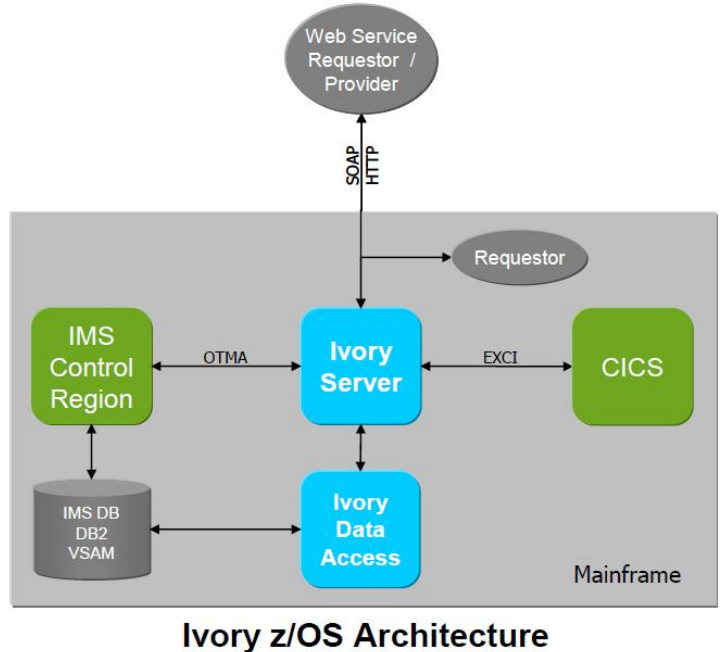 Web Service
Requestor /
Provider
SOAP
HTTP
Requestor
IMS
Control
Region
OTMA
Ivory
Server
EXCI
CICS
IMS DB
DB2
VSAM
Ivory
Data
Access
Mainframe
Ivory z/OS Architecture